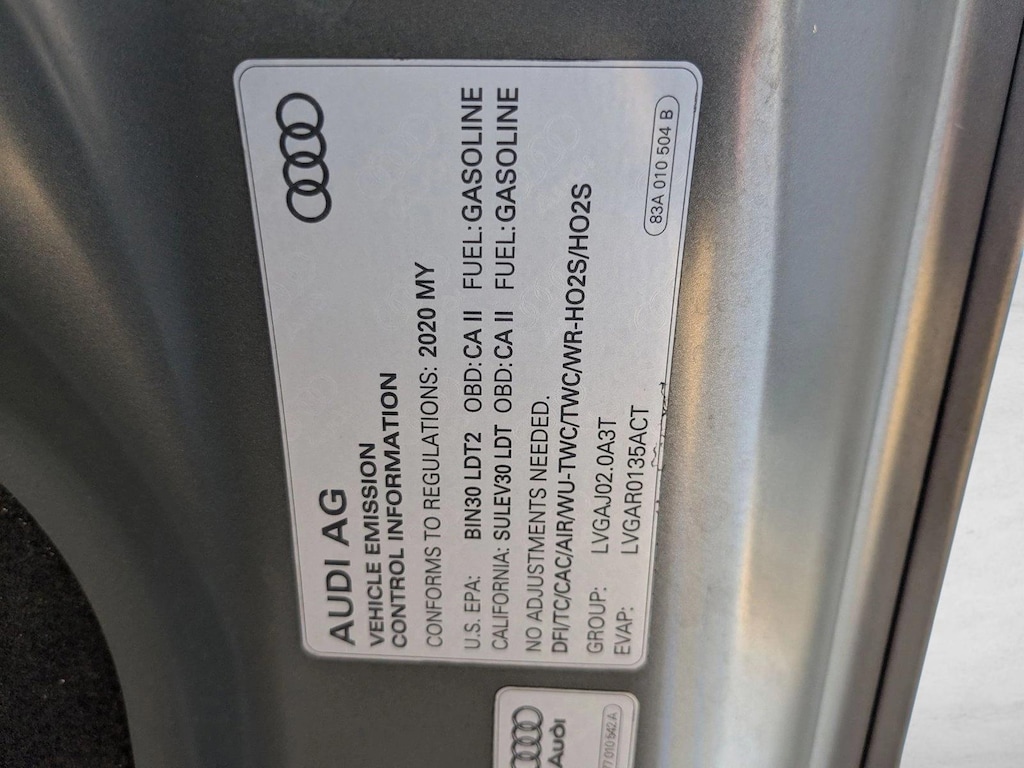 AUDI AG
VEHICLE EMISSION
CONTROL INFORMATION
CONFORMS TO REGULATIONS: 2020 MY
U.S. EPA: BIN30 LDT2 OBD: CA II FUEL: GASOLINE
CALIFORNIA: SULEV30 LDT OBD: CA II FUEL: GASOLINE
NO ADJUSTMENTS NEEDED.
DFI/TC/CAC/AIRWU-TWC/TWC/WR-HO2S/HO2S
GROUP: LVGAJ02.0A3T
EVAP: LVGAR0135ACT
83A 010 504 B
Audi